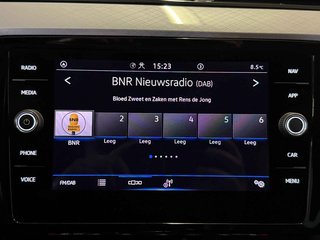 RADIO
MEDIA
PHONE
VOICE
15:23
8.5°C
BNR Nieuwsradio (DAB)
Bloed Zweet en Zaken met Rens de Jong
BNR
2
3
4
5
6
BNR
Leeg
Leeg
Leeg
Leeg
Leeg
FM/DAB
NAV
APP
CAR
MENU